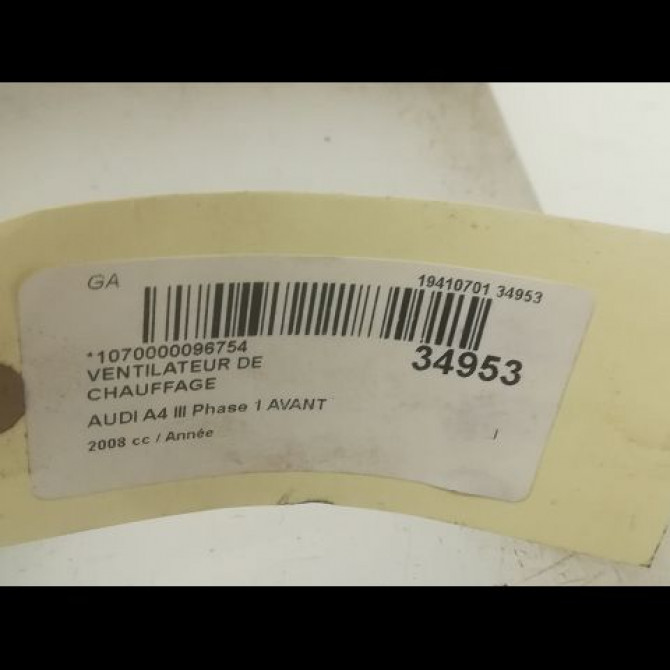 GA
19410701 34953
*1070000096754
34953
VENTILATEUR DE
CHAUFFAGE
AUDI A4 III Phase 1 AVANT
2008 cc / Année
)